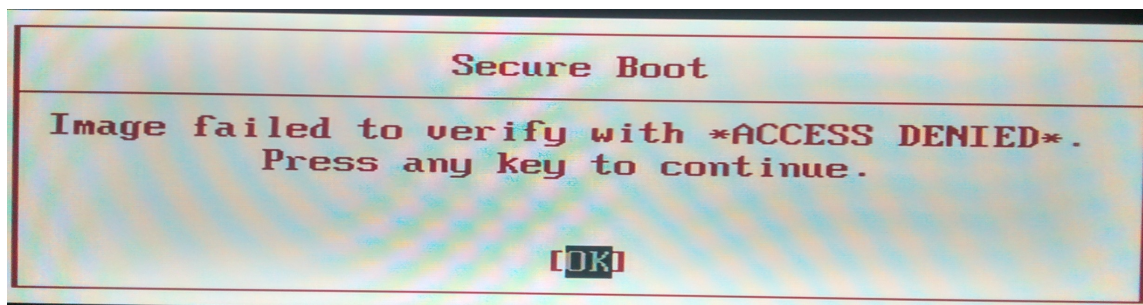 Secure Boot
Image failed to verify with *ACCESS DENIED*.
Press any key to continue.
[OK]